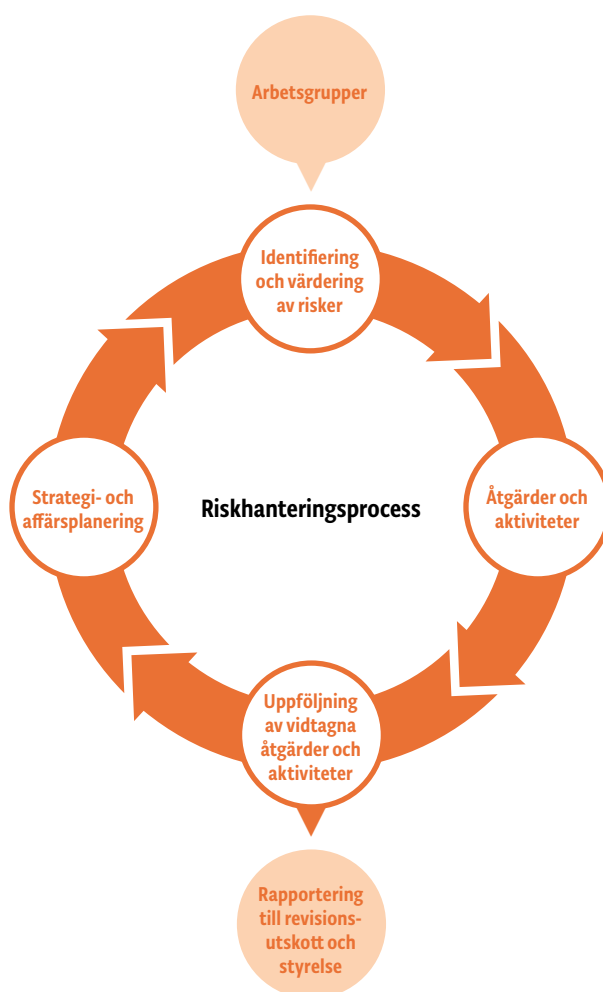 Arbetsgrupper
Identifiering
och värdering
av risker
Strategi- och
affärsplanering
Riskhanteringsprocess
Åtgärder och
aktiviteter
Uppföljning
av vidtagna
åtgärder och
aktiviteter
Rapportering
till revisions-
utskott och
styrelse